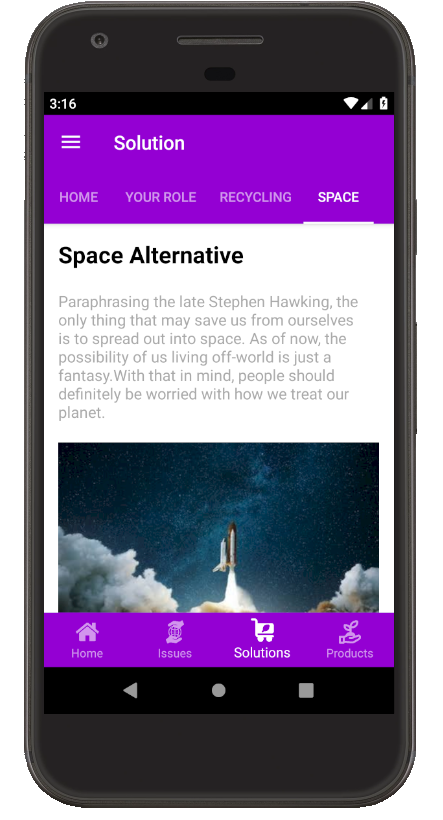 3:16
Solution
HOME YOUR ROLE RECYCLING SPACE
Space Alternative
Paraphrasing the late Stephen Hawking, the
only thing that may save us from ourselves
is to spread out into space. As of now, the
possibility of us living off-world is just a
fantasy.With that in mind, people should
definitely be worried with how we treat our
planet.
Home Issues Solutions Products